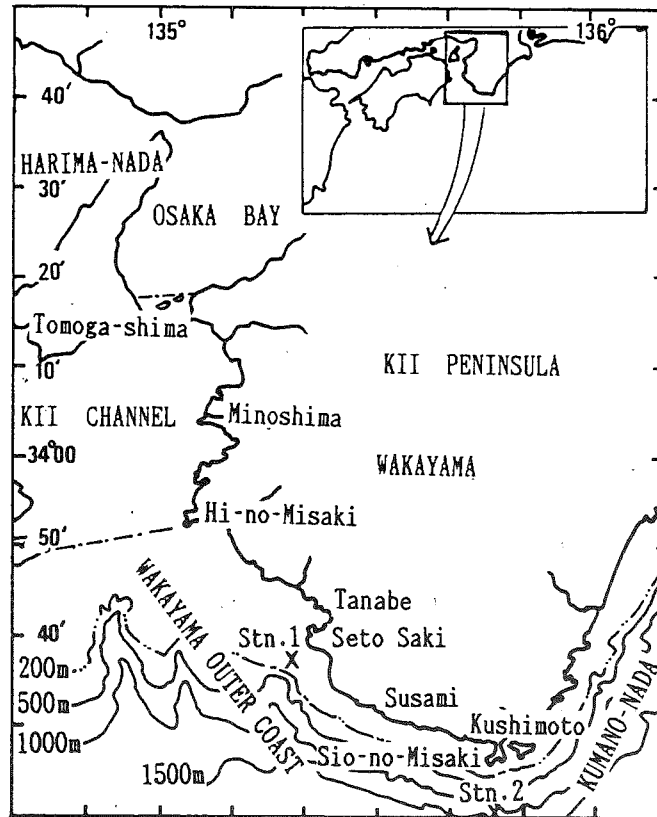 135°
136°
40′
HARIMA-NADA
30′
OSAKA BAY
20′
Tomoga-shima
10′
KII PENINSULA
KII CHANNEL
Minoshima
34°00
WAKAYAMA
Hi-no-Misaki
50′
WAKAYAMA OUTER COAST
Tanabe
40′
Stn.1
Seto Saki
200m
500m
Susami
1000m
Kushimoto
KUMANO-NADA
Sio-no-Misaki
1500m
Stn.2